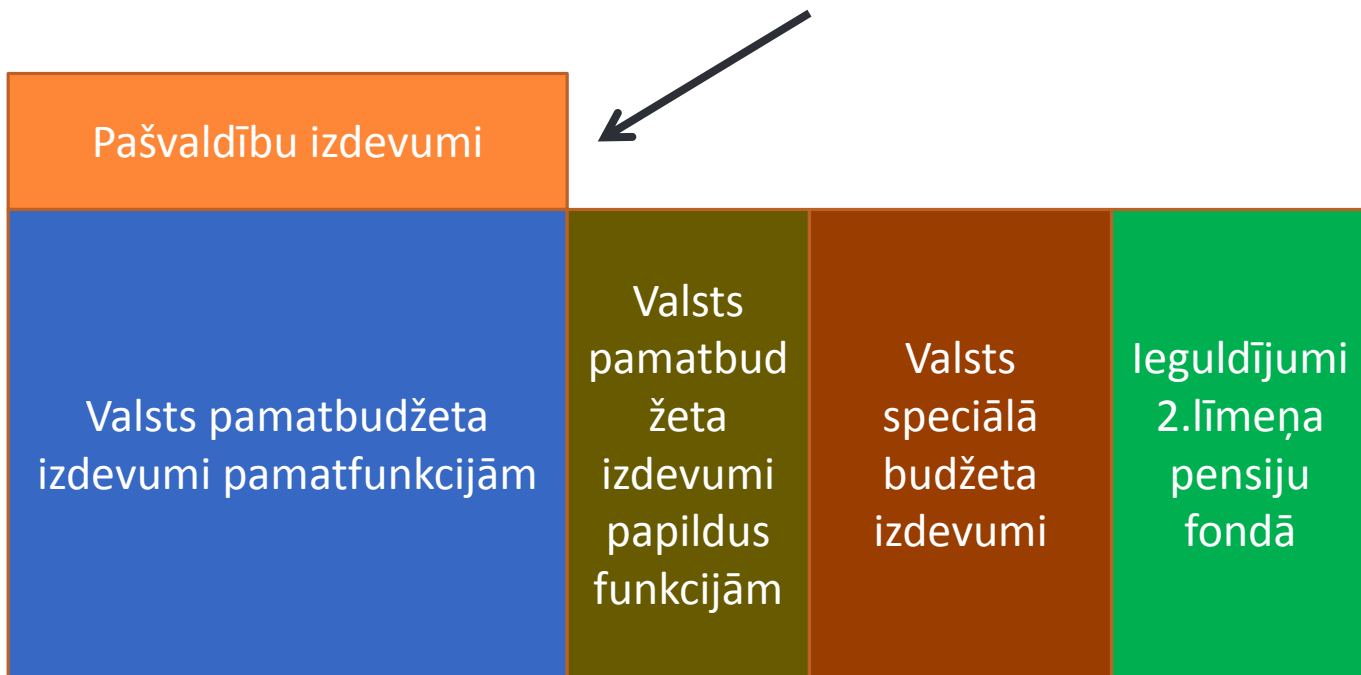 Pašvaldību izdevumi
Valsts pamatbudžeta
izdevumi pamatfunkcijām
Valsts
pamatbud
žeta
izdevumi
papildus
funkcijām
Valsts
speciālā
budžeta
izdevumi
Ieguldījumi
2.līmeņa
pensiju
fondā